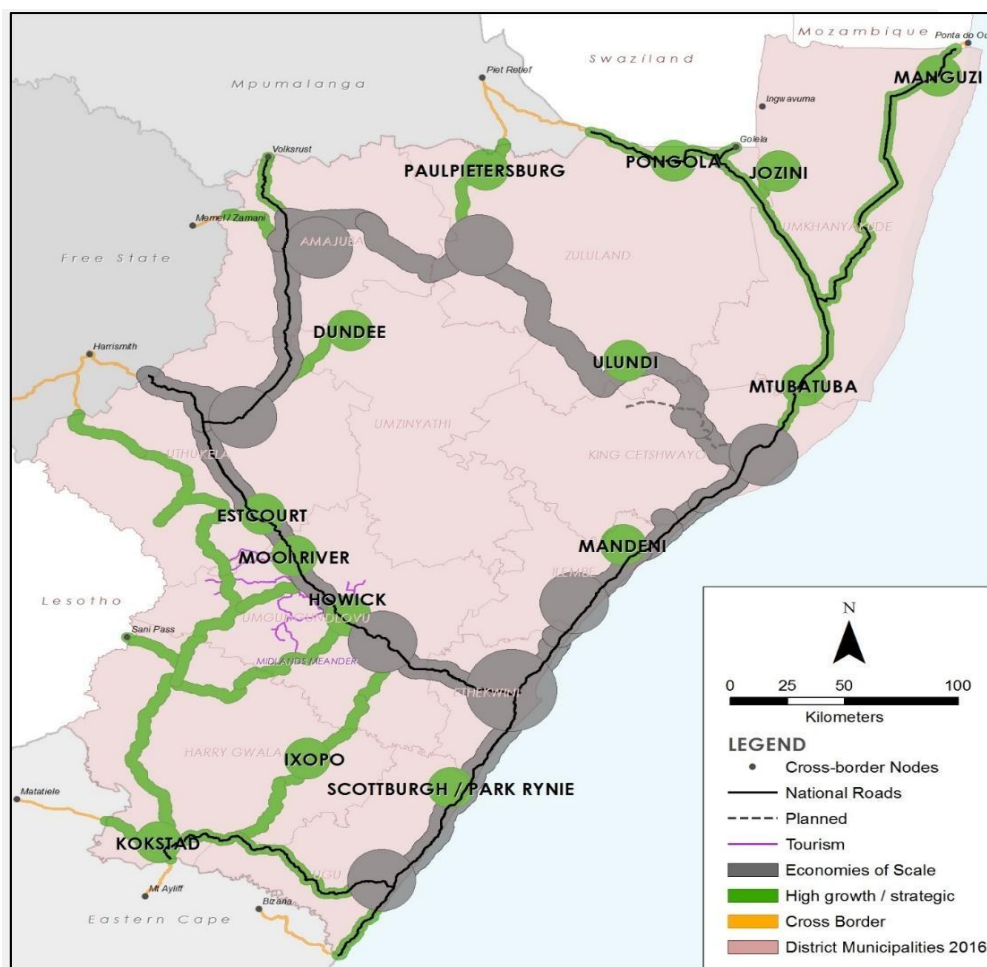 Mozambique
Ponta do Ou
Swaziland
MANGUZI
Piet Retief
Mpumalanga
Ingwavuma
Golela
Volksrust
PAULPIETERSBURG
PONGOLA
JOZINI
Memel / Zamani
UMKHANYAKUDE
AMAJUBA
ZULULAND
Free State
DUNDEE
Harrismith
ULUNDI
MTUBATUBA
UMZINYATHI
UTHUKELA
KING CETSHWAYO
ESTCOURT
MOOI RIVER
MANDENI
ILEMBE
HOWICK
Lesotho
UMGUNGUNDLOVU
Sani Pass
MIDLANDS MEANDER
ETHEKWINI
HARRY GWALA
IXOPO
SCOTTBURGH / PARK RYNIE
Matatiele
KOKSTAD
UGU
Mt Ayliff
Bizana
Eastern Cape
N
0 25 50 100
Kilometers
LEGEND
Cross-border Nodes
National Roads
Planned
Tourism
Economies of Scale
High growth / strategic
Cross Border
District Municipalities 2016